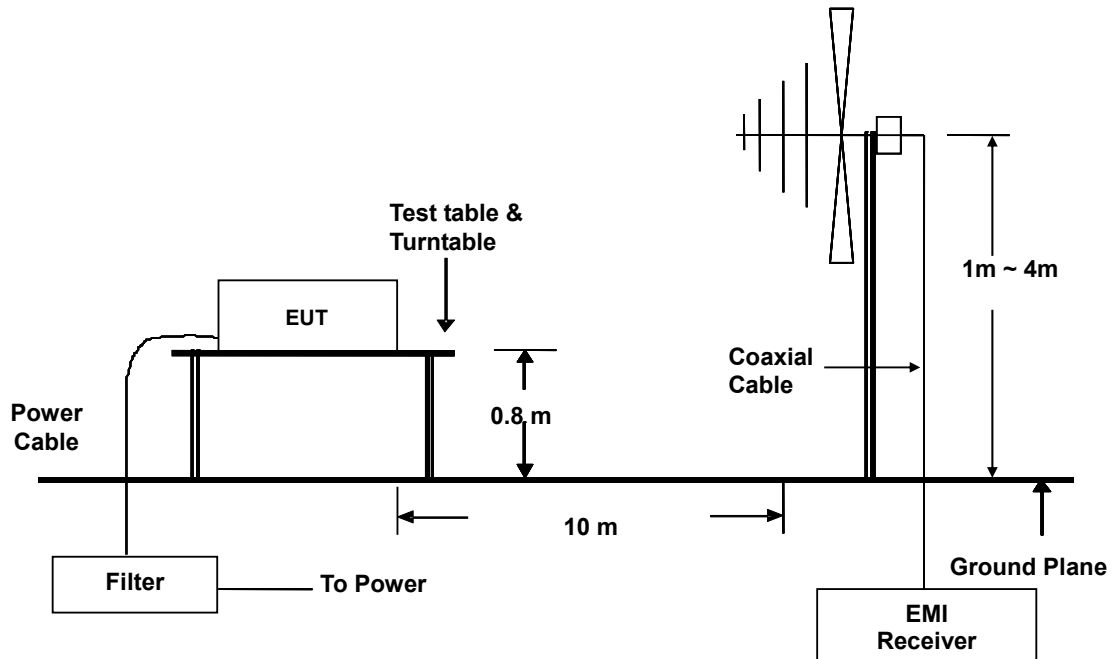 Test table &
Turntable
EUT
1m ~ 4m
Coaxial
Cable
0.8 m
Power
Cable
10 m
Filter
To Power
Ground Plane
EMI
Receiver